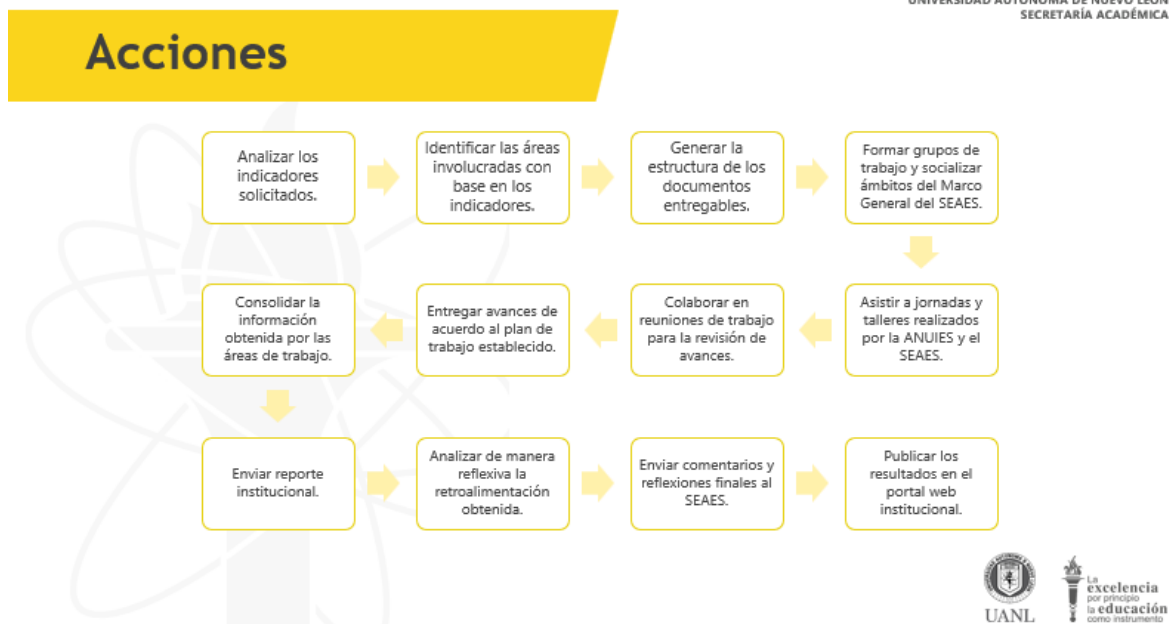 UNIVERSIDAD AUTÓNOMA DE NUEVO LEÓN
SECRETARÍA ACADÉMICA
Acciones
Analizar los
indicadores
solicitados.
Identificar las áreas
involucradas con
base en los
indicadores.
Generar la
estructura de los
documentos
entregables.
Formar grupos de
trabajo y socializar
ámbitos del Marco
General del SEAES.
Asistir a jornadas y
talleres realizados
por la ANUIES y el
SEAES.
Colaborar en
reuniones de trabajo
para la revisión de
avances.
Entregar avances de
acuerdo al plan de
trabajo establecido.
Consolidar la
información
obtenida por las
áreas de trabajo.
Enviar reporte
institucional.
Analizar de manera
reflexiva la
retroalimentación
obtenida.
Enviar comentarios y
reflexiones finales al
SEAES.
Publicar los
resultados en el
portal web
institucional.
UANL
La
excelencia
por principio
la educación
como instrumento